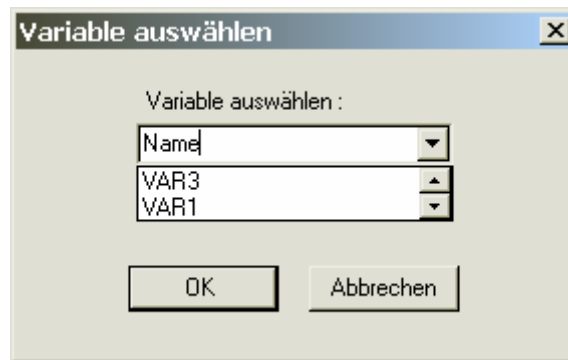 Variable auswählen
Variable auswählen :
Name
VAR3
VAR1
OK
Abbrechen